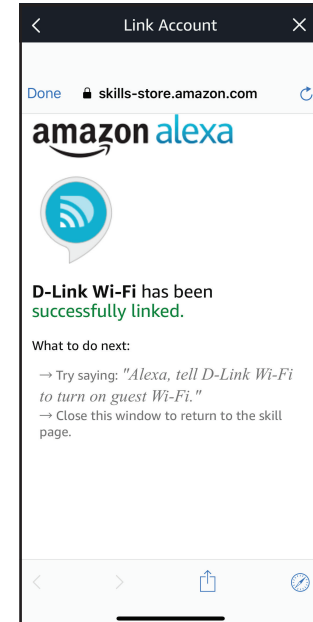 Link Account
Done skills-store.amazon.com
amazon alexa
D-Link Wi-Fi has been
successfully linked.
What to do next:
→ Try saying: "Alexa, tell D-Link Wi-Fi
to turn on guest Wi-Fi."
→ Close this window to return to the skill
page.